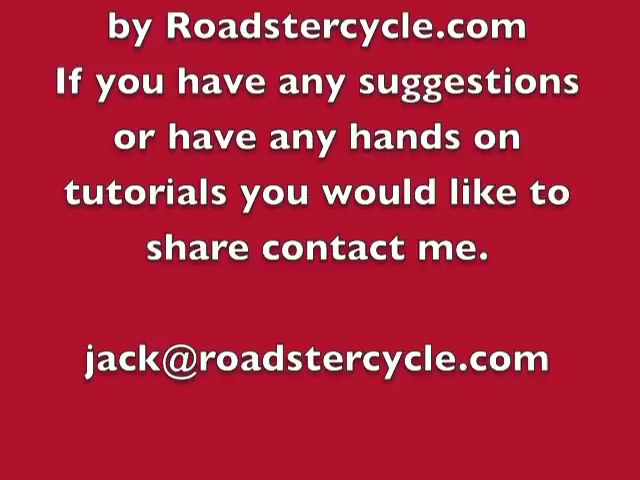 by Roadstercycle.com
If you have any suggestions
or have any hands on
tutorials you would like to
share contact me.
jack@roadstercycle.com